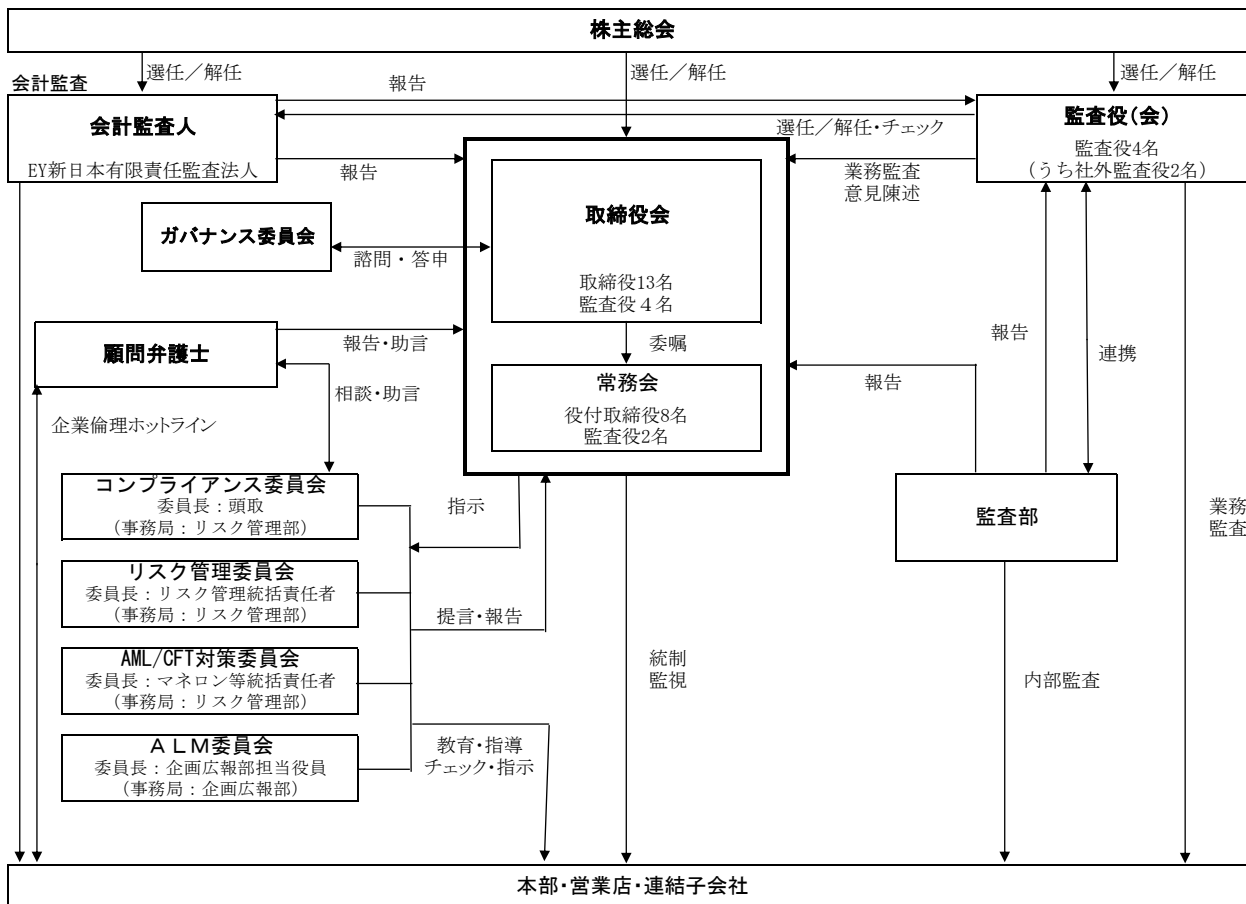 株主総会
選任／解任
選任／解任
選任／解任
会計監査
報告
会計監査人
EY新日本有限責任監査法人
選任／解任・チェック
監査役(会)
監査役4名
(うち社外監査役2名)
報告
業務監査
意見陳述
取締役会
取締役13名
監査役４名
ガバナンス委員会
諮問・答申
顧問弁護士
報告・助言
委嘱
報告
連携
相談・助言
常務会
役付取締役8名
監査役2名
報告
企業倫理ホットライン
コンプライアンス委員会
委員長：頭取
(事務局：リスク管理部)
指示
監査部
業務
監査
リスク管理委員会
委員長：リスク管理統括責任者
(事務局：リスク管理部)
提言・報告
AML/CFT対策委員会
委員長：マネロン等統括責任者
(事務局：リスク管理部)
統制
監視
内部監査
ＡＬＭ委員会
委員長：企画広報部担当役員
(事務局：企画広報部)
教育・指導
チェック・指示
本部・営業店・連結子会社